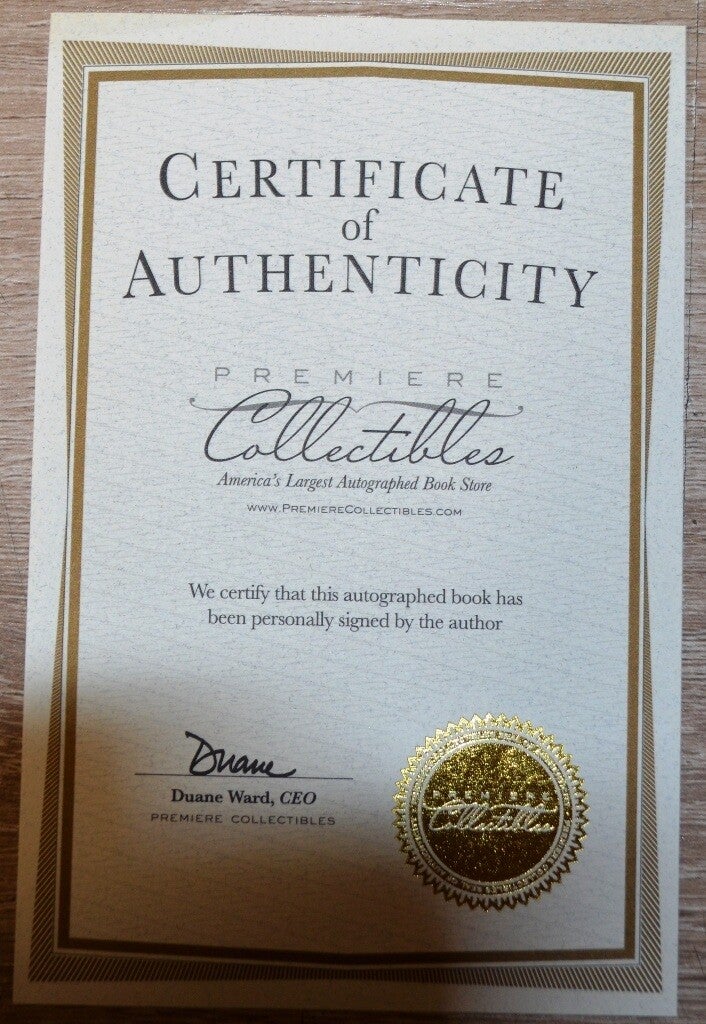 CERTIFICATE
of
AUTHENTICITY
PREMIERE
Collectibles
America's Largest Autographed Book Store
www.PremiereCollectibles.com
We certify that this autographed book has
been personally signed by the author
Duane
Duane Ward, CEO
PREMIERE COLLECTIBLES
PREMIERE
Collectibles